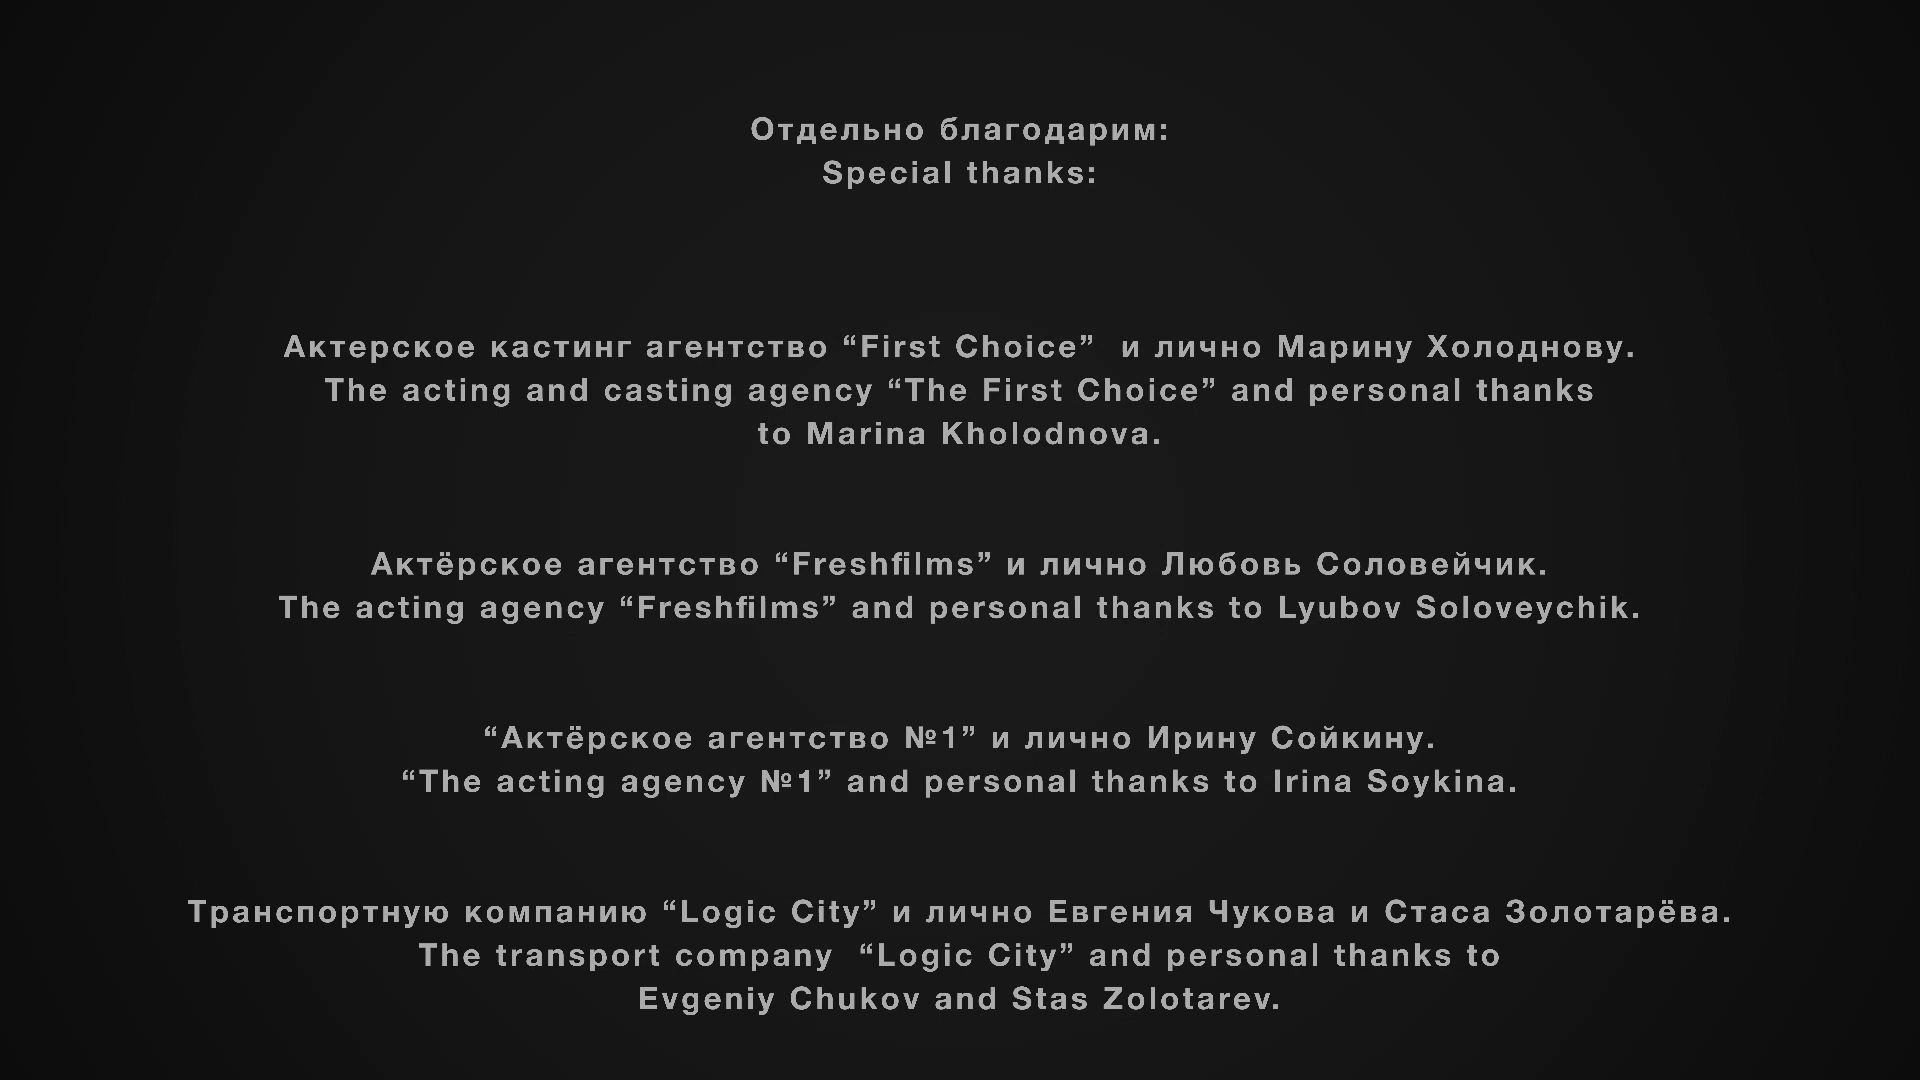 Отдельно благодарим:
Special thanks:
Актерское кастинг агентство “First Choice”  и лично Марину Холоднову.
The acting and casting agency “The First Choice” and personal thanks
to Marina Kholodnova.
Актёрское агентство “Freshfilms” и лично Любовь Соловейчик.
The acting agency “Freshfilms” and personal thanks to Lyubov Soloveychik.
“Актёрское агентство №1” и лично Ирину Сойкину.
“The acting agency №1” and personal thanks to Irina Soykina.
Транспортную компанию “Logic City” и лично Евгения Чукова и Стаса Золотарёва.
The transport company  “Logic City” and personal thanks to
Evgeniy Chukov and Stas Zolotarev.